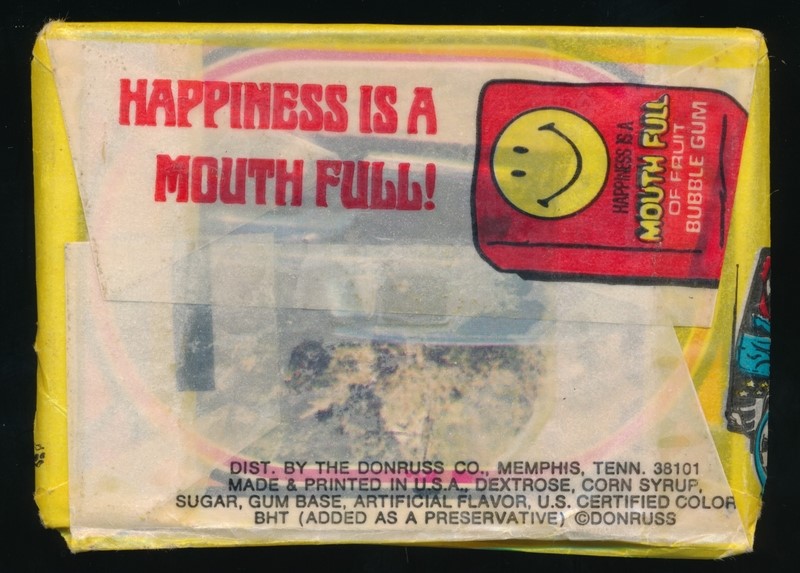 HAPPINESS IS A
MOUTH FULL!
HAPPINESS IS A
MOUTH FULL
OF FRUIT
BUBBLE GUM
DIST. BY THE DONRUSS CO., MEMPHIS, TENN. 38101
MADE & PRINTED IN U.S.A., DEXTROSE, CORN SYRUP,
SUGAR, GUM BASE, ARTIFICIAL FLAVOR, U.S. CERTIFIED COLOR
BHT (ADDED AS A PRESERVATIVE) ©DONRUSS